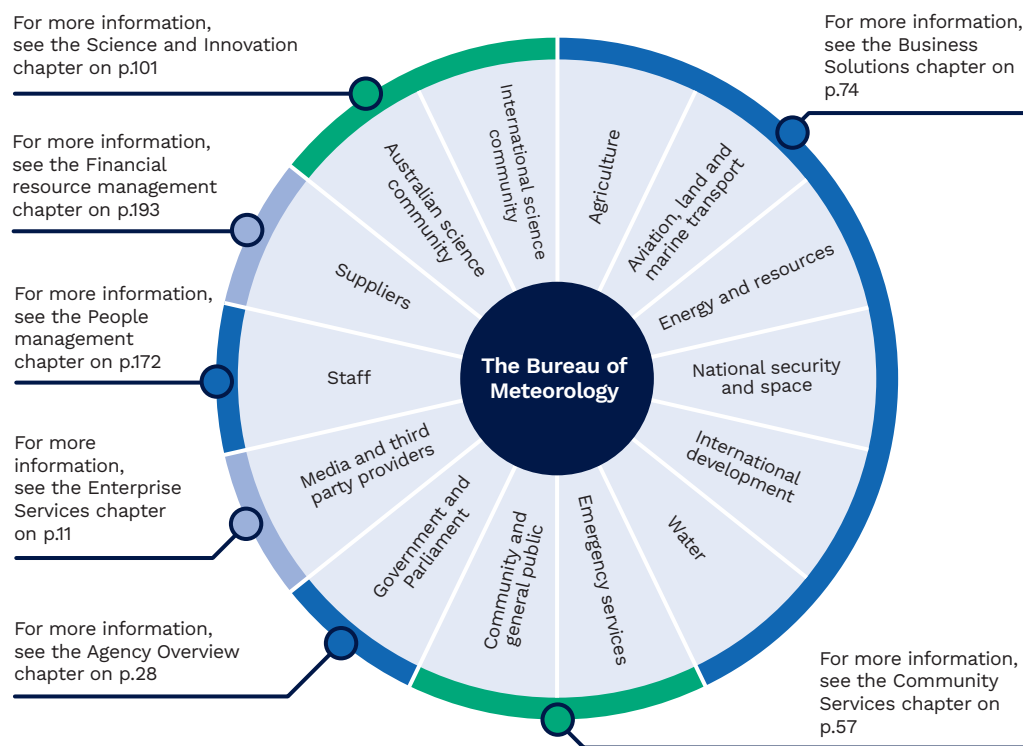 For more information,
see the Science and Innovation
chapter on p.101
For more information,
see the Business
Solutions chapter on
p.74
For more information,
see the Financial
resource management
chapter on p.193
For more information,
see the People
management
chapter on p.172
For more
information,
see the Enterprise
Services chapter
on p.11
For more information,
see the Agency Overview
chapter on p.28
For more information,
see the Community
Services chapter on
p.57
The Bureau of
Meteorology
Agriculture
Aviation, land and
marine transport
Energy and resources
National security
and space
International
development
Water
Emergency services
Community and
general public
Government and
Parliament
Media and third
party providers
Staff
Suppliers
Australian science
community
International science
community